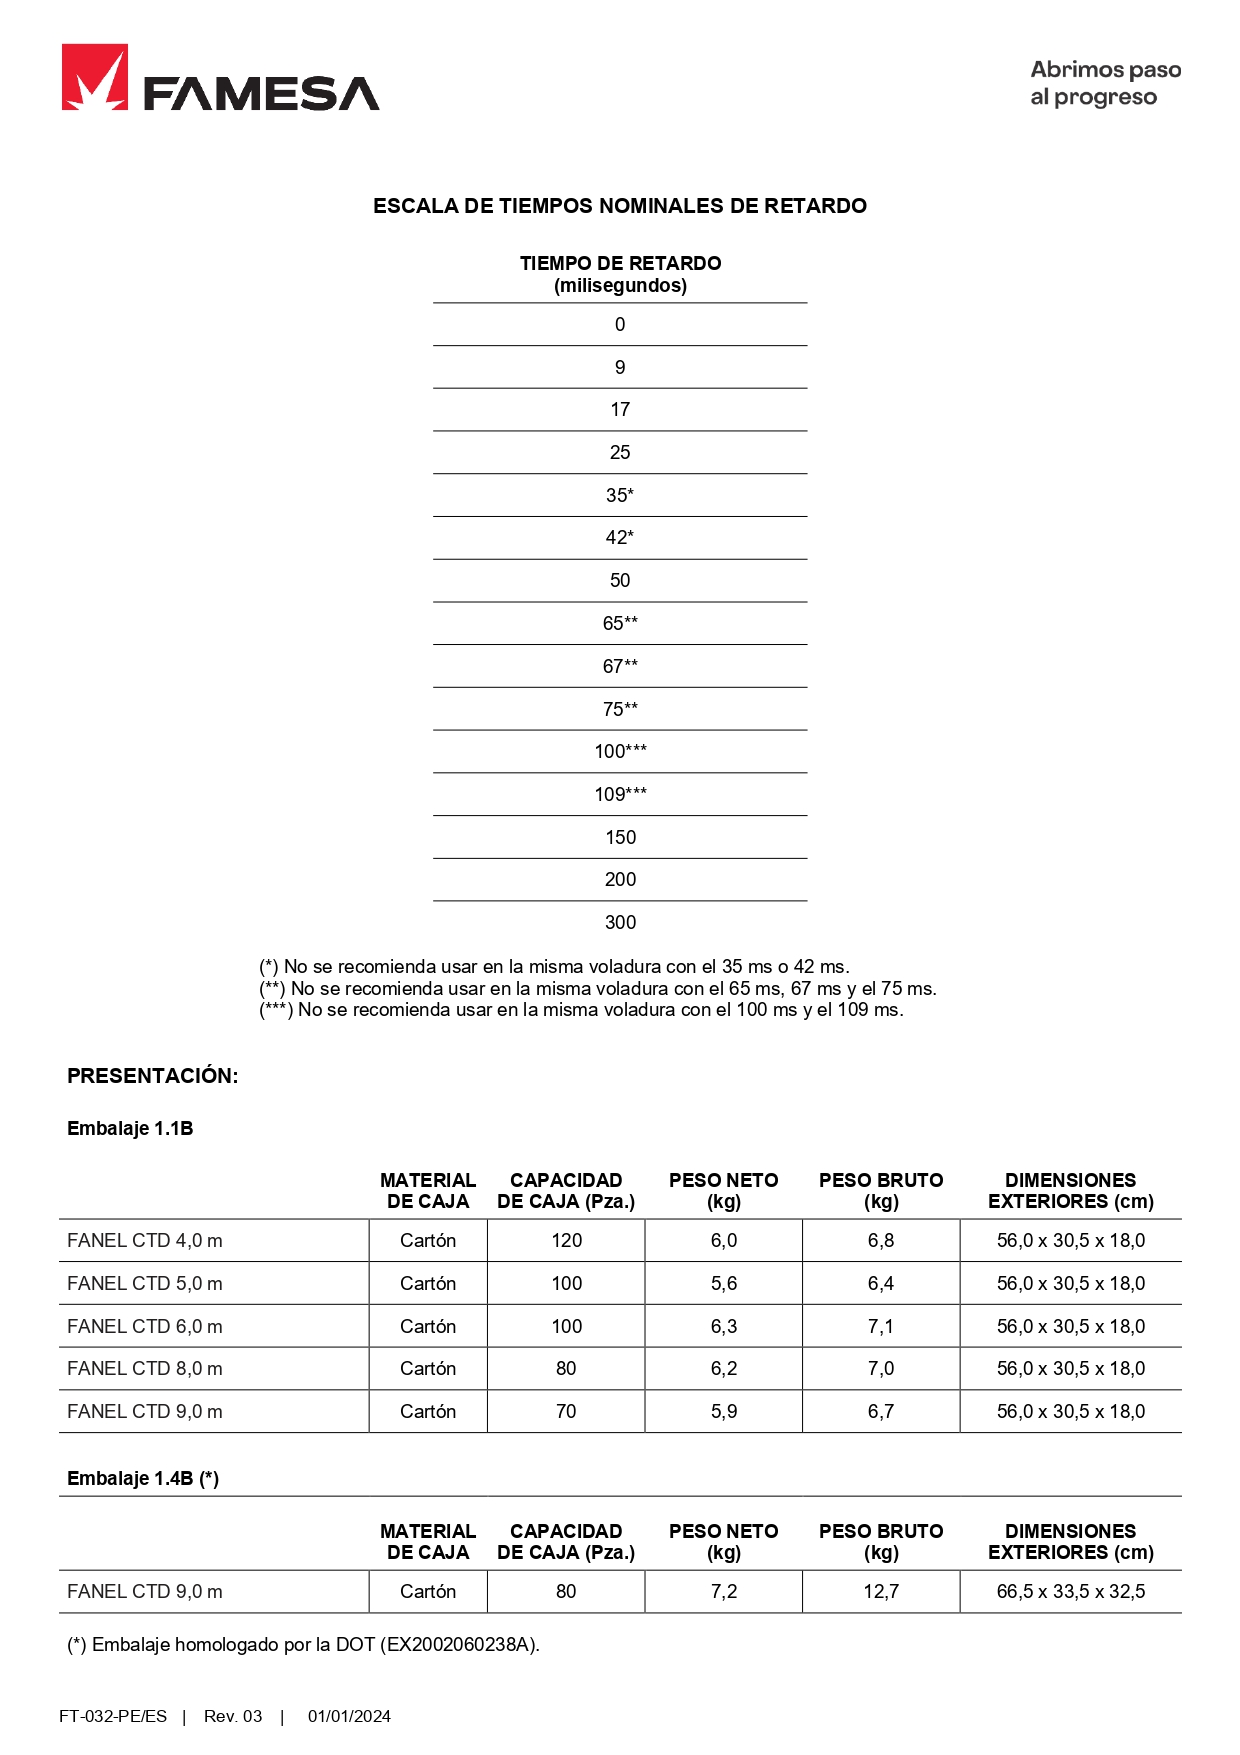 FAMESA
Abrimos paso
al progreso
ESCALA DE TIEMPOS NOMINALES DE RETARDO
TIEMPO DE RETARDO
(milisegundos)
0
9
17
25
35*
42*
50
65**
67**
75**
100***
109***
150
200
300
(*) No se recomienda usar en la misma voladura con el 35 ms o 42 ms.
(**) No se recomienda usar en la misma voladura con el 65 ms, 67 ms y el 75 ms.
(***) No se recomienda usar en la misma voladura con el 100 ms y el 109 ms.
PRESENTACIÓN:
Embalaje 1.1B
MATERIAL CAPACIDAD PESO NETO PESO BRUTO DIMENSIONES
DE CAJA DE CAJA (Pza.) (kg) (kg) EXTERIORES (cm)
FANEL CTD 4,0 m Cartón 120 6,0 6,8 56,0 x 30,5 x 18,0
FANEL CTD 5,0 m Cartón 100 5,6 6,4 56,0 x 30,5 x 18,0
FANEL CTD 6,0 m Cartón 100 6,3 7,1 56,0 x 30,5 x 18,0
FANEL CTD 8,0 m Cartón 80 6,2 7,0 56,0 x 30,5 x 18,0
FANEL CTD 9,0 m Cartón 70 5,9 6,7 56,0 x 30,5 x 18,0
Embalaje 1.4B (*)
MATERIAL CAPACIDAD PESO NETO PESO BRUTO DIMENSIONES
DE CAJA DE CAJA (Pza.) (kg) (kg) EXTERIORES (cm)
FANEL CTD 9,0 m Cartón 80 7,2 12,7 66,5 x 33,5 x 32,5
(*) Embalaje homologado por la DOT (EX2002060238A).
FT-032-PE/ES | Rev. 03 | 01/01/2024